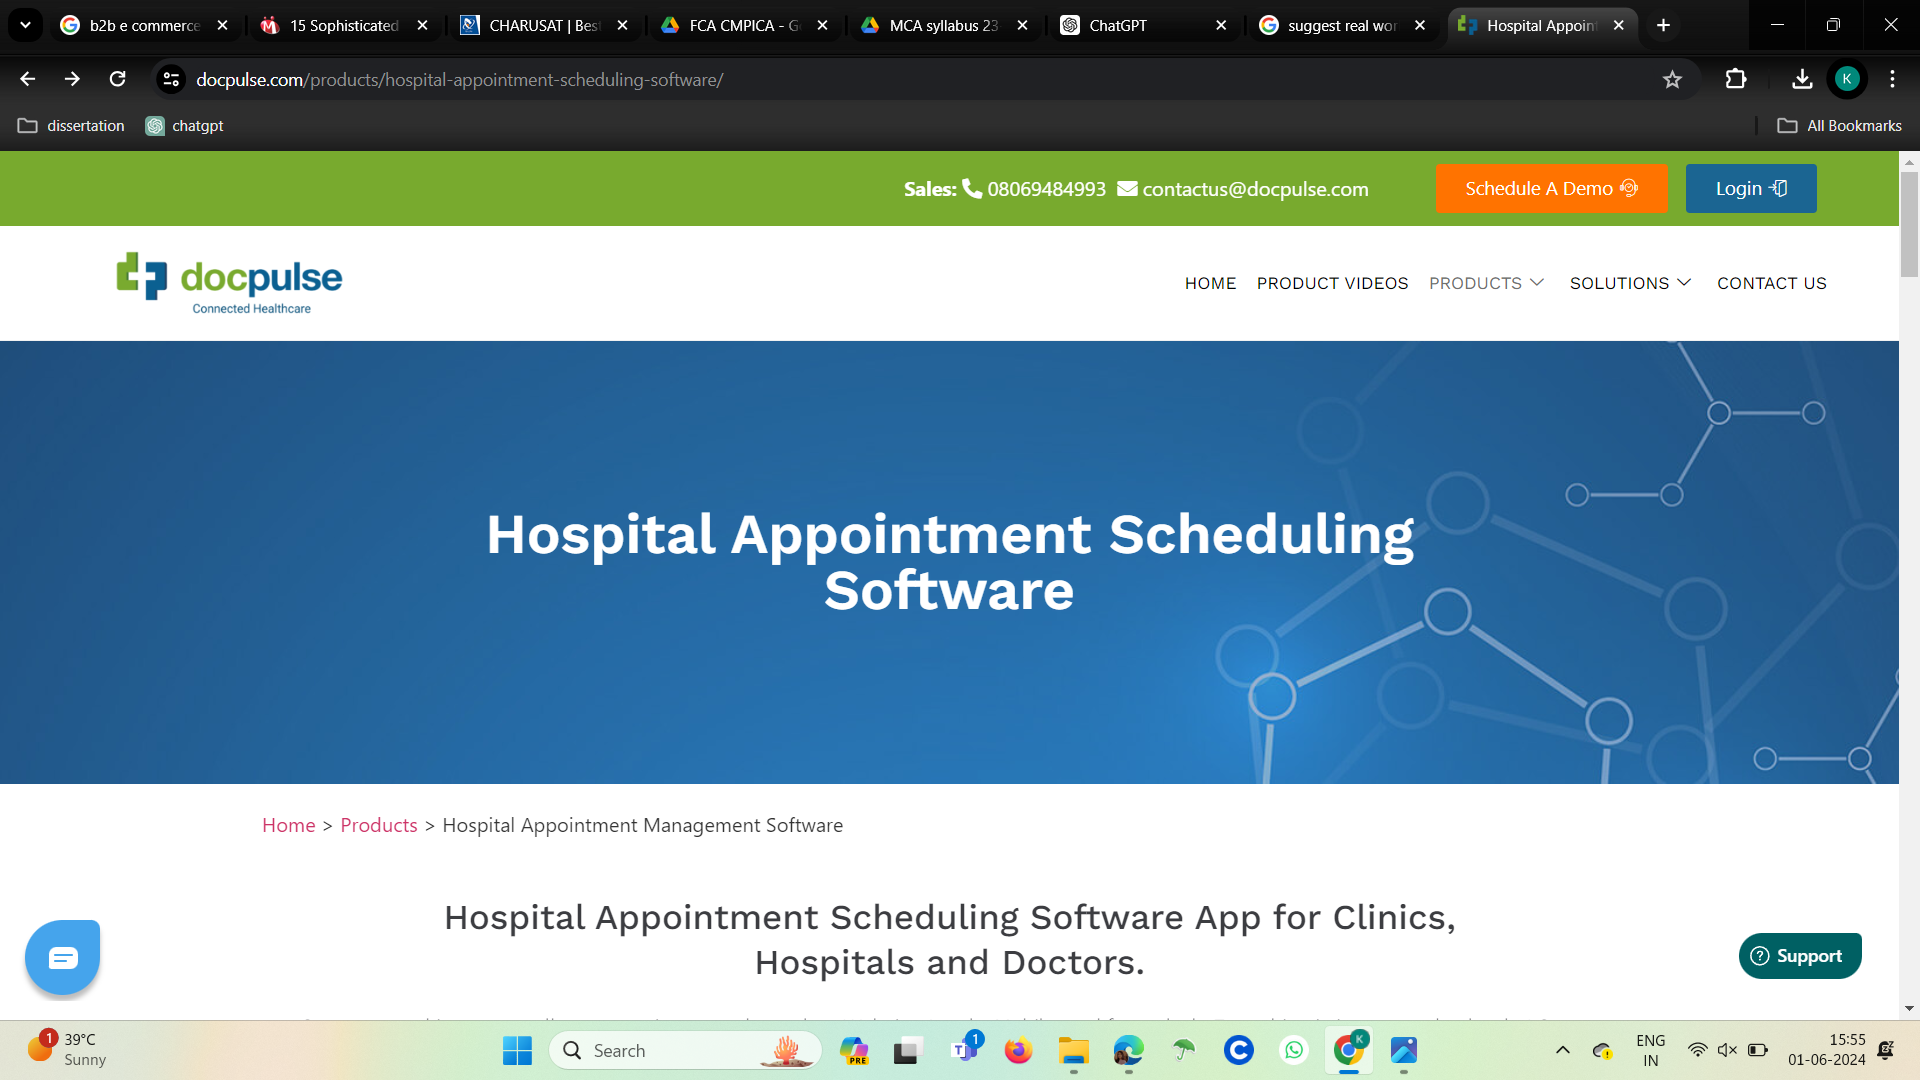 b2b e commerce
15 Sophisticated
CHARUSAT | Best
FCA CMPICA - G
MCA syllabus 23-
ChatGPT
suggest real wor
Hospital Appoint
docpulse.com/products/hospital-appointment-scheduling-software/
K
dissertation
chatgpt
All Bookmarks
Sales: 08069484993 contactus@docpulse.com
Schedule A Demo
Login
docpulse
Connected Healthcare
HOME PRODUCT VIDEOS PRODUCTS SOLUTIONS CONTACT US
Hospital Appointment Scheduling
Software
Home > Products > Hospital Appointment Management Software
Hospital Appointment Scheduling Software App for Clinics,
Hospitals and Doctors.
Support
1
39°C
Sunny
Search
PRE
1
K
ENG
IN
15:55
01-06-2024